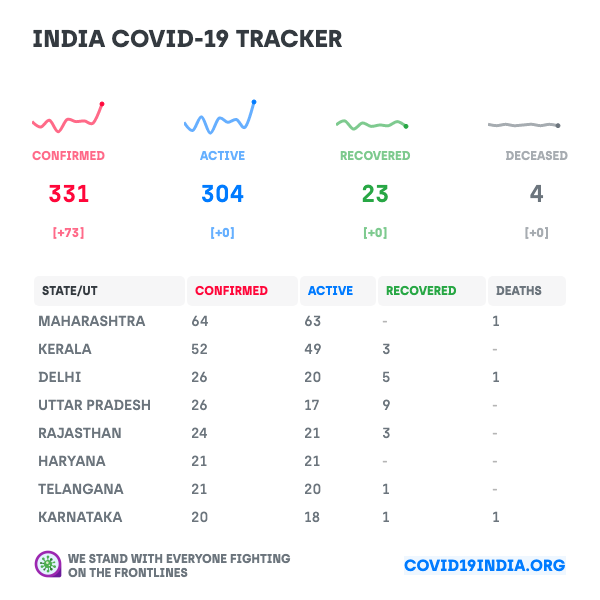 INDIA COVID-19 TRACKER
CONFIRMED ACTIVE RECOVERED DECEASED
331 304 23 4
[+73] [+0] [+0] [+0]
STATE/UT CONFIRMED ACTIVE RECOVERED DEATHS
MAHARASHTRA 64 63 - 1
KERALA 52 49 3 -
DELHI 26 20 5 1
UTTAR PRADESH 26 17 9 -
RAJASTHAN 24 21 3 -
HARYANA 21 21 - -
TELANGANA 21 20 1 -
KARNATAKA 20 18 1 1
WE STAND WITH EVERYONE FIGHTING
ON THE FRONTLINES
COVID19INDIA.ORG